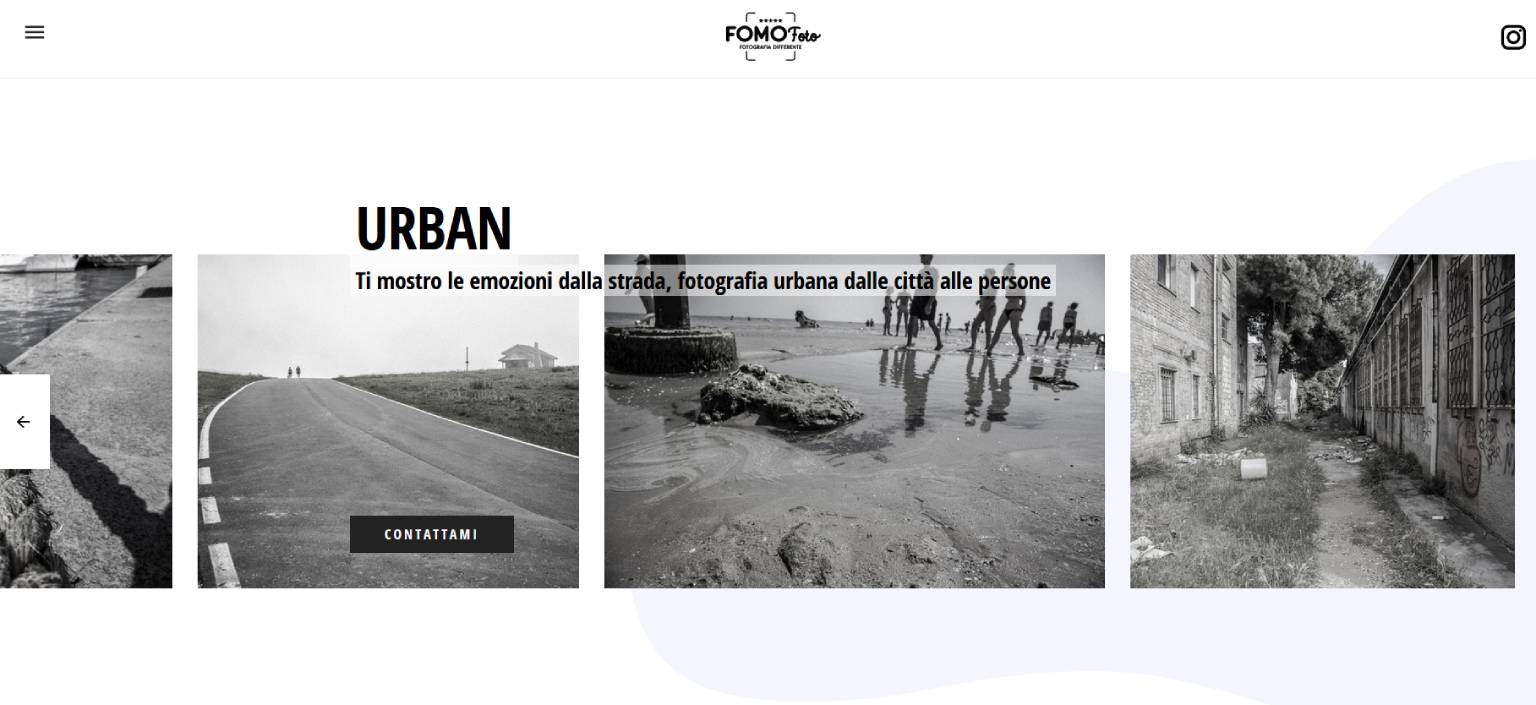 FOMO Foto
FOTOGRAFIA DIFFERENTE
URBAN
Ti mostro le emozioni dalla strada, fotografia urbana dalle città alle persone
CONTATTAMI